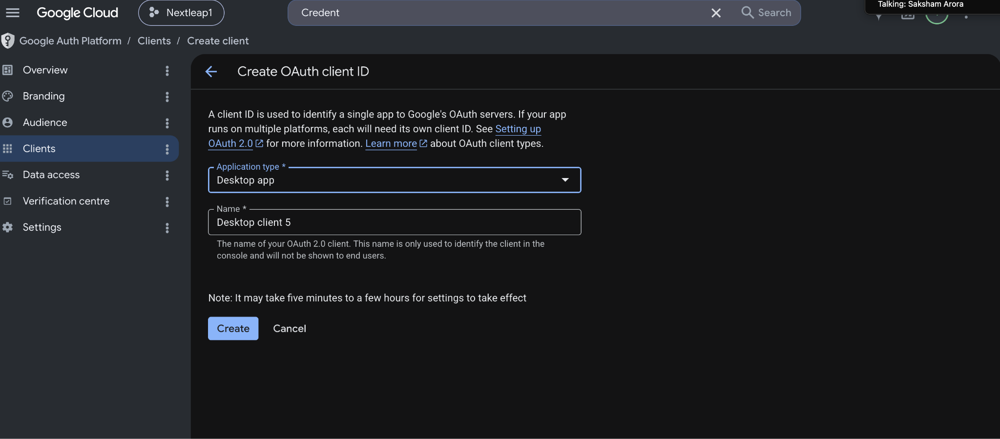 Talking: Saksham Arora
Google Cloud
Nextleap1
Credent
Search
Google Auth Platform / Clients / Create client
Overview
Branding
Audience
Clients
Data access
Verification centre
Settings
Create OAuth client ID
A client ID is used to identify a single app to Google's OAuth servers. If your app
runs on multiple platforms, each will need its own client ID. See Setting up
OAuth 2.0 for more information. Learn more about OAuth client types.
Application type *
Desktop app
Name *
Desktop client 5
The name of your OAuth 2.0 client. This name is only used to identify the client in the
console and will not be shown to end users.
Note: It may take five minutes to a few hours for settings to take effect
Create
Cancel